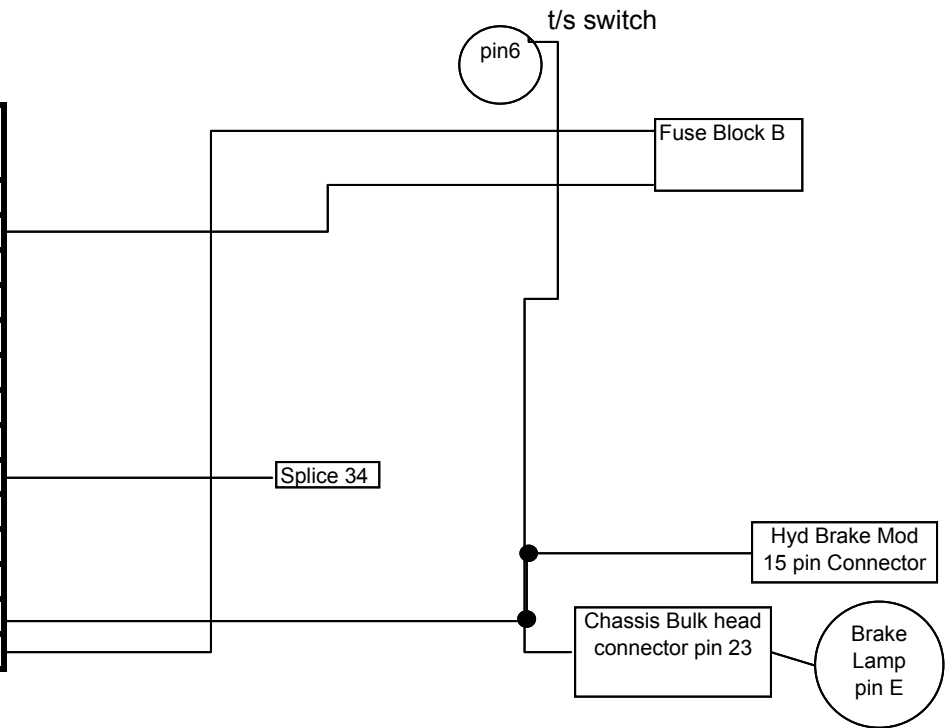 t/s switch
pin6
Fuse Block B
Splice 34
Hyd Brake Mod
15 pin Connector
Chassis Bulk head
connector pin 23
Brake
Lamp
pin E